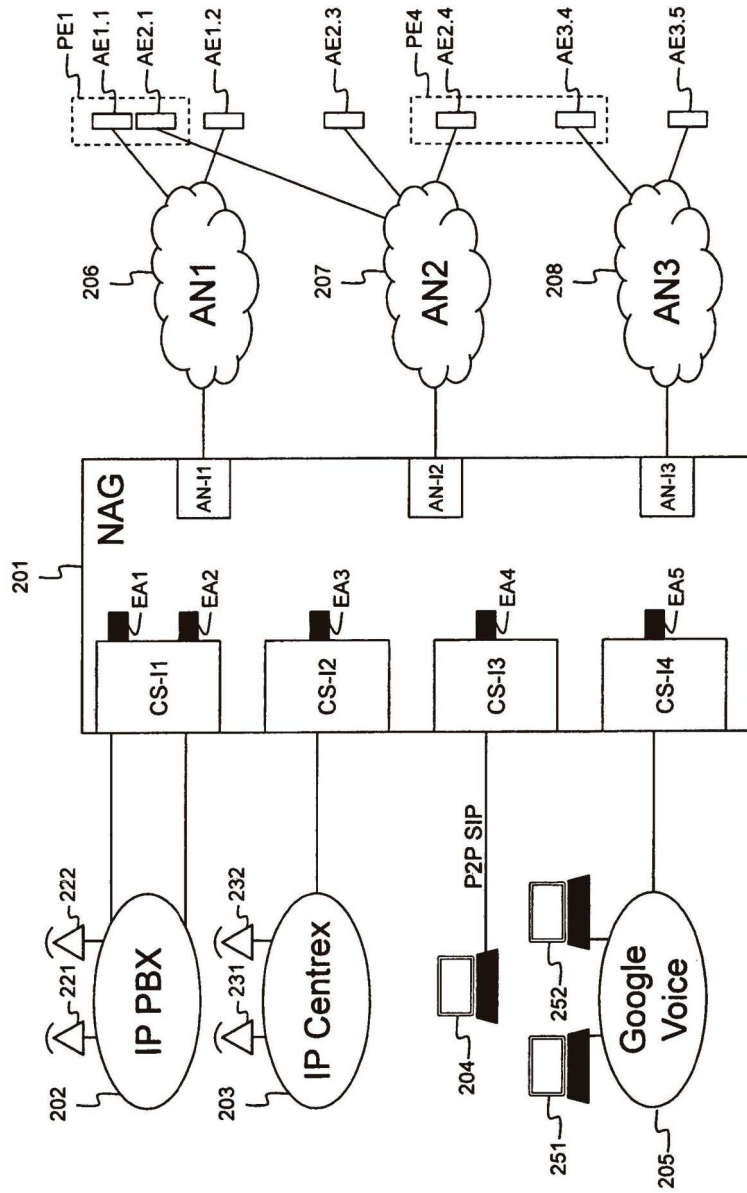 201
NAG
IP PBX
202
221
222
CS-I1
EA1
EA2
AN-I1
AN1
206
PE1
AE1.1
AE2.1
AE1.2
IP Centrex
203
231
232
CS-I2
EA3
AN-I2
AN2
207
AE2.3
PE4
AE2.4
204
P2P SIP
CS-I3
EA4
AN-I3
AN3
208
AE3.4
AE3.5
Google
Voice
205
251
252
CS-I4
EA5